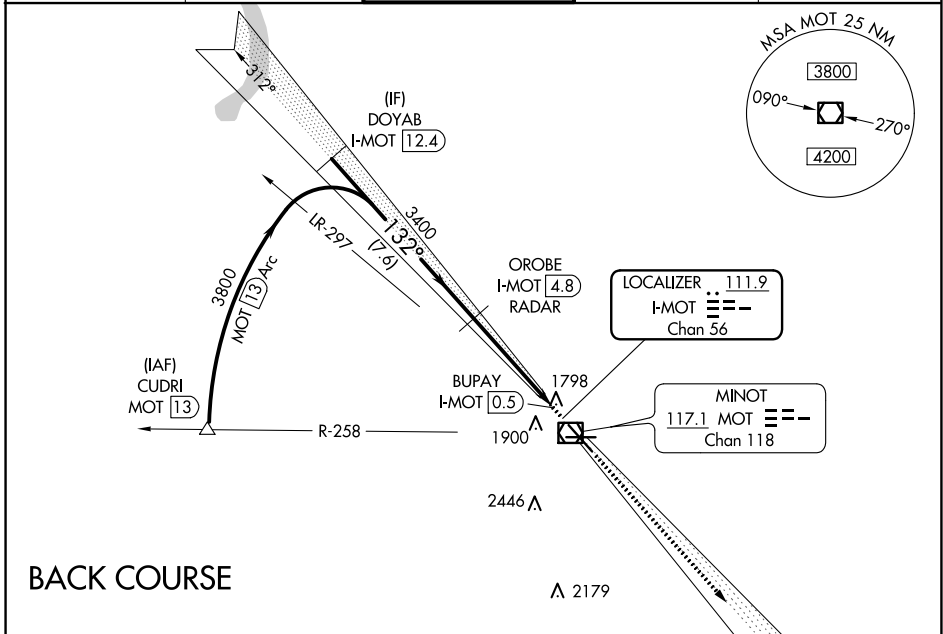 MSA MOT 25 NM
3800
090°
270°
4200
312°
(IF)
DOYAB
I-MOT 12.4
LR-297
3400
132°
(7.6)
3800
MOT 13 Arc
OROBE
I-MOT 4.8
RADAR
LOCALIZER 111.9
I-MOT
Chan 56
(IAF)
CUDRI
MOT 13
R-258
BUPAY
I-MOT 0.5
1798
1900
MINOT
117.1 MOT
Chan 118
2446
2179
BACK COURSE